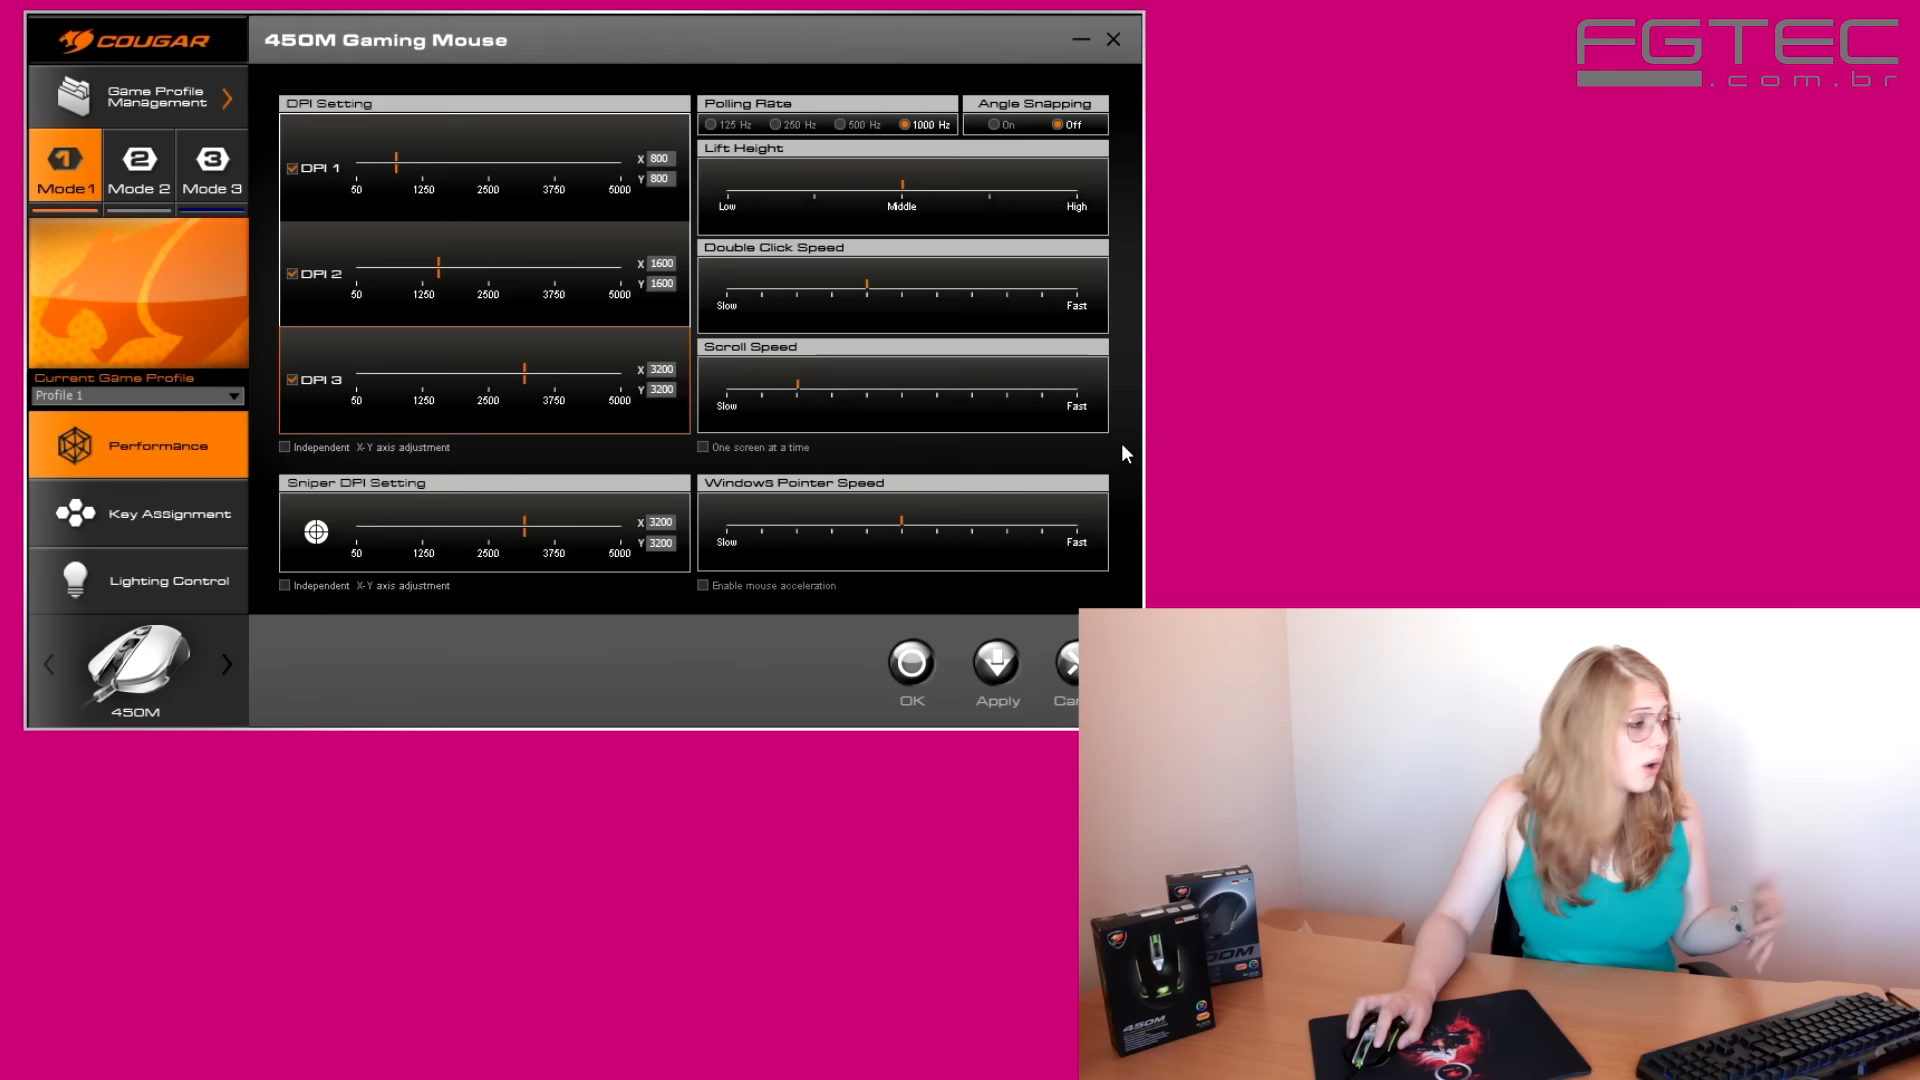 COUGAR
450M Gaming Mouse
FGTEC
.com.br
Game Profile
Management
Mode 1
Mode 2
Mode 3
Current Game Profile
Profile 1
Performance
Key Assignment
Lighting Control
450M
DPI Setting
DPI 1
50 1250 2500 3750 5000
X 800
Y 800
DPI 2
50 1250 2500 3750 5000
X 1600
Y 1600
DPI 3
50 1250 2500 3750 5000
X 3200
Y 3200
Independent X-Y axis adjustment
Sniper DPI Setting
50 1250 2500 3750 5000
X 3200
Y 3200
Independent X-Y axis adjustment
Polling Rate
125 Hz 250 Hz 500 Hz 1000 Hz
Angle Snapping
On Off
Lift Height
Low Middle High
Double Click Speed
Slow Fast
Scroll Speed
Slow Fast
One screen at a time
Windows Pointer Speed
Slow Fast
Enable mouse acceleration
OK
Apply
450M